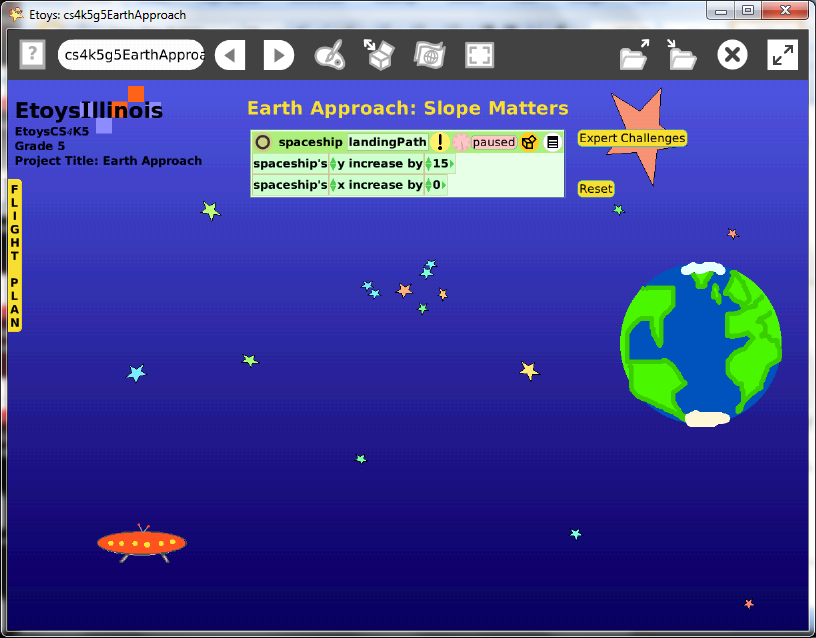 Etoys: cs4k5g5EarthApproach
?
cs4k5g5EarthApproa
EtoysIllinois
EtoysCS4K5
Grade 5
Project Title: Earth Approach
Earth Approach: Slope Matters
spaceship landingPath ! paused
spaceship's y increase by 15
spaceship's x increase by 0
Expert Challenges
Reset
FLIGHT PLAN